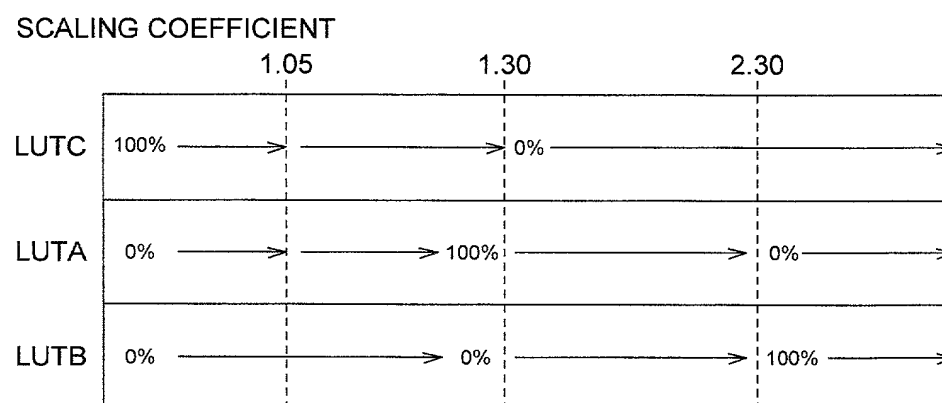 SCALING COEFFICIENT
1.05 1.30 2.30
LUTC 100% 0%
LUTA 0% 100% 0%
LUTB 0% 0% 100%